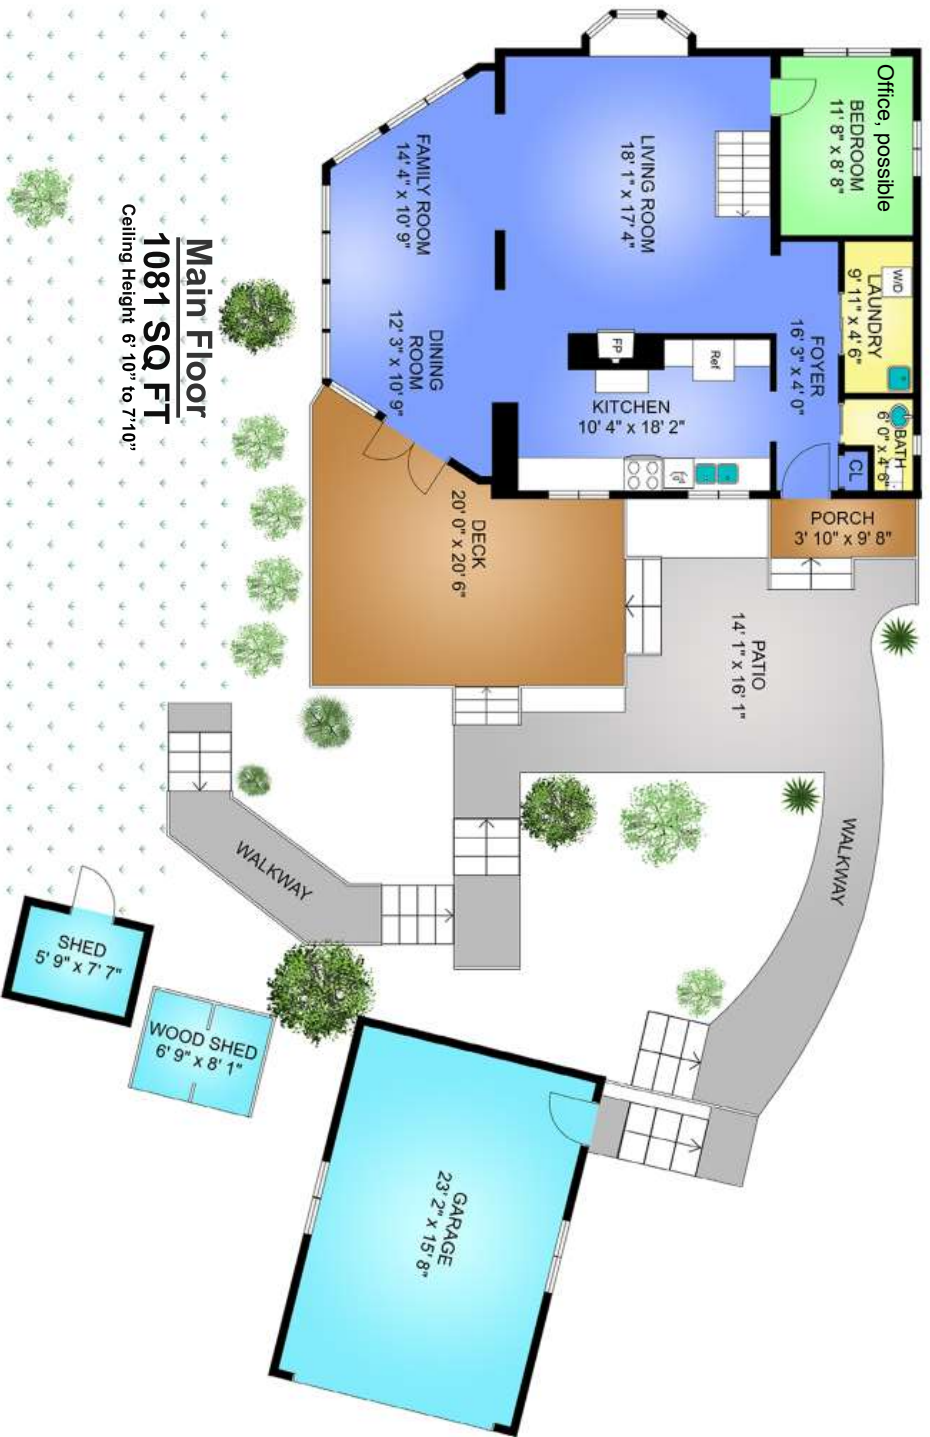 Office, possible
BEDROOM
11' 8" x 8' 8"
LIVING ROOM
18' 1" x 17' 4"
FAMILY ROOM
14' 4" x 10' 9"
DINING
ROOM
12' 3" x 10' 9"
W/D
LAUNDRY
9' 11" x 4' 6"
FOYER
16' 3" x 4' 0"
BATH
6' 0" x 4' 6"
CL
FP
Ref
KITCHEN
10' 4" x 18' 2"
PORCH
3' 10" x 9' 8"
DECK
20' 0" x 20' 6"
PATIO
14' 1" x 16' 1"
WALKWAY
WALKWAY
Main Floor
1081 SQ FT
Ceiling Height 6' 10" to 7'10"
SHED
5' 9" x 7' 7"
WOOD SHED
6' 9" x 8' 1"
GARAGE
23' 2" x 15' 8"